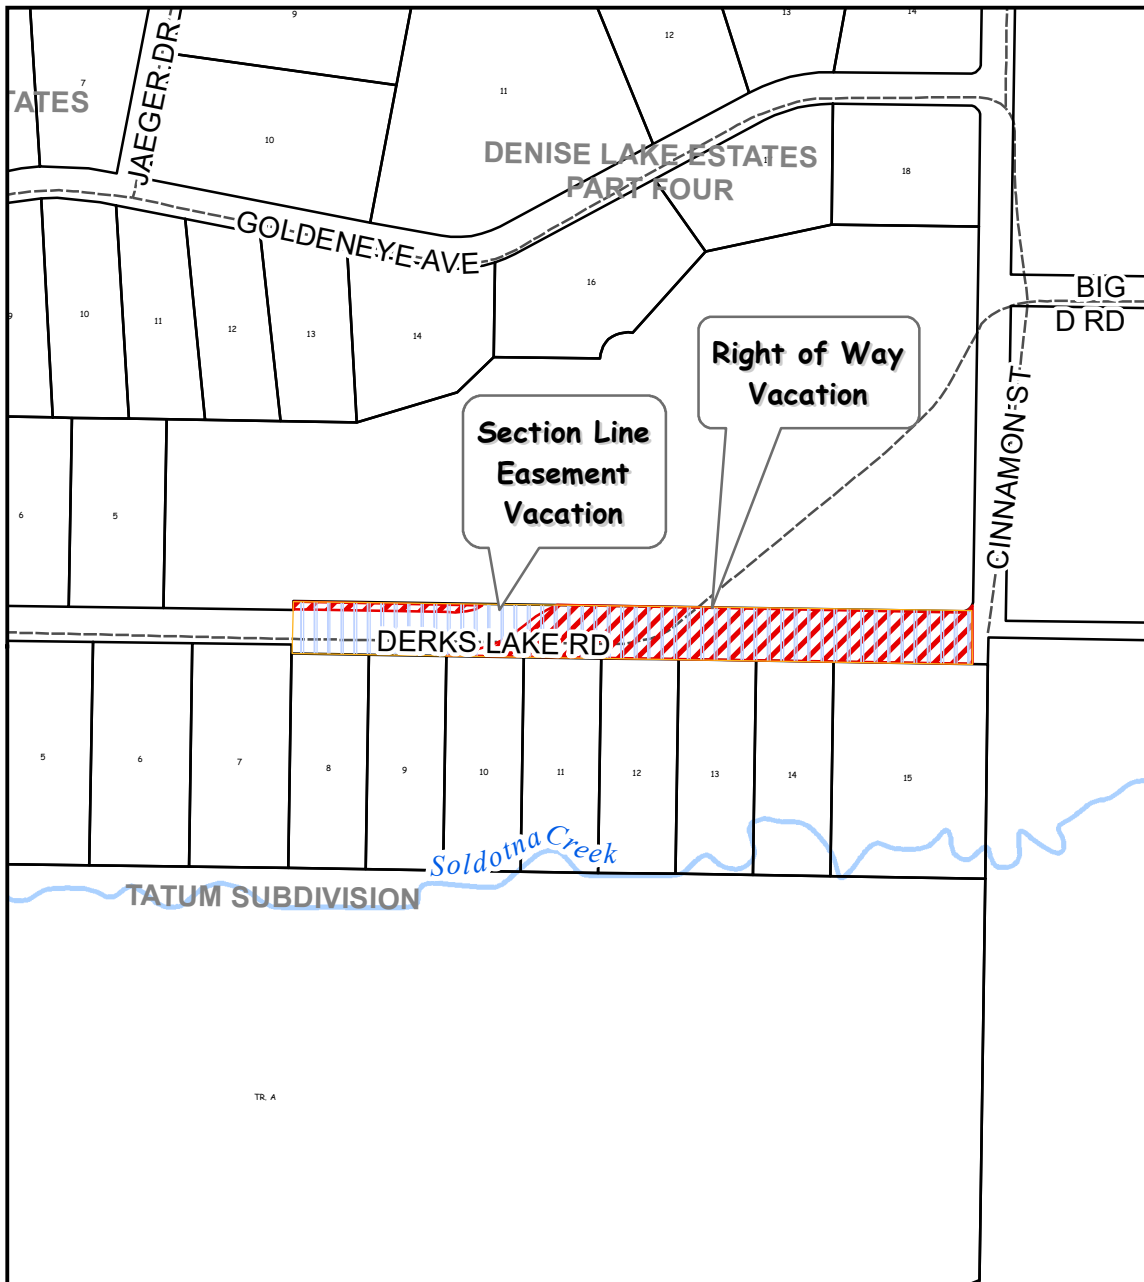 9
13
14
12
7
JAEGER DR
11
TATES
10
DENISE LAKE ESTATES
PART FOUR
18
GOLDENEYE AVE
16
BIG
D RD
9
10
11
12
13
14
Right of Way
Vacation
CINNAMON ST
Section Line
Easement
Vacation
6
5
DERKS LAKE RD
5
6
7
8
9
10
11
12
13
14
15
Soldotna Creek
TATUM SUBDIVISION
TR. A